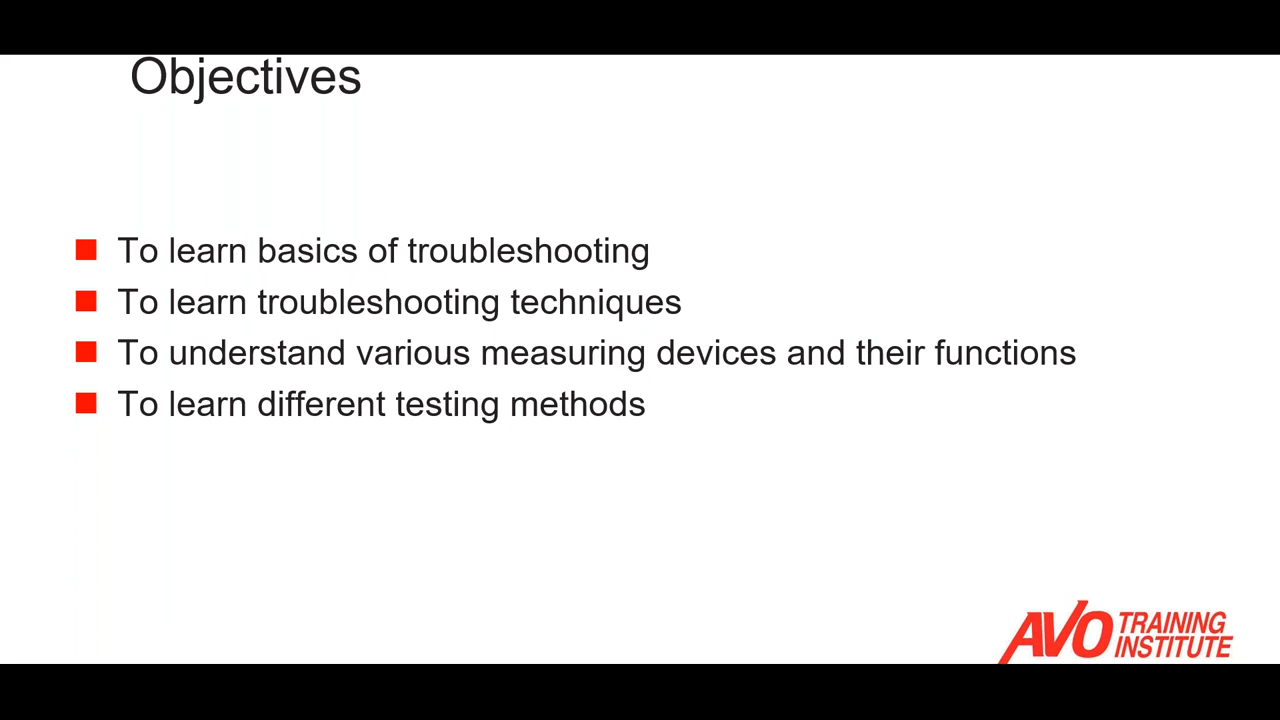 Objectives
To learn basics of troubleshooting
To learn troubleshooting techniques
To understand various measuring devices and their functions
To learn different testing methods
AVO TRAINING
INSTITUTE